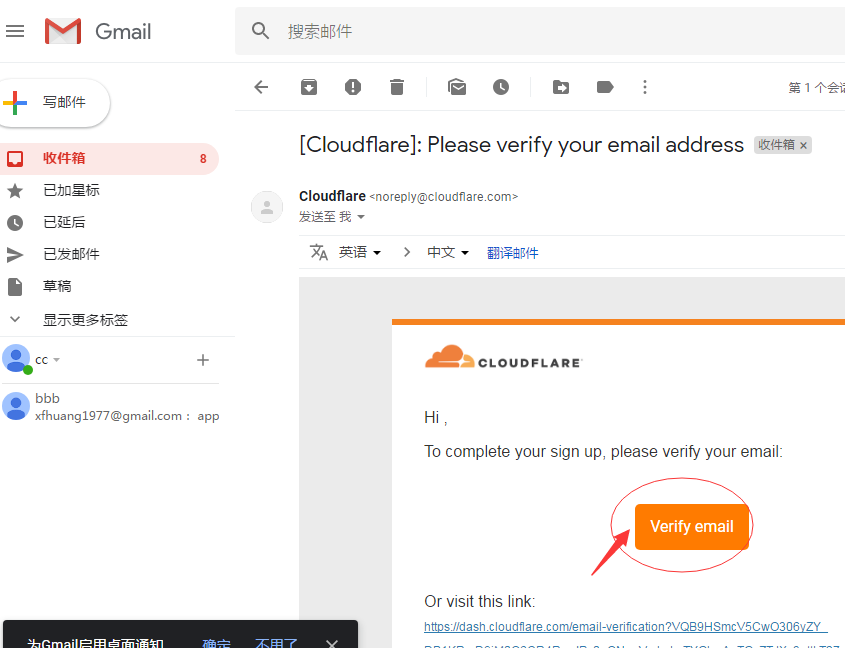 Gmail
搜索邮件
写邮件
第 1 个会
[Cloudflare]: Please verify your email address 收件箱 ×
收件箱 8
已加星标
Cloudflare <noreply@cloudflare.com>
发送至 我
已延后
已发邮件
英语 > 中文 翻译邮件
草稿
显示更多标签
cc
CLOUDFLARE
bbb
xfhuang1977@gmail.com : app
Hi ,
To complete your sign up, please verify your email:
Verify email
Or visit this link:
https://dash.cloudflare.com/email-verification?VQB9HSmcV5CwO306yZY_
为Gmail启用桌面通知 确定 不用了